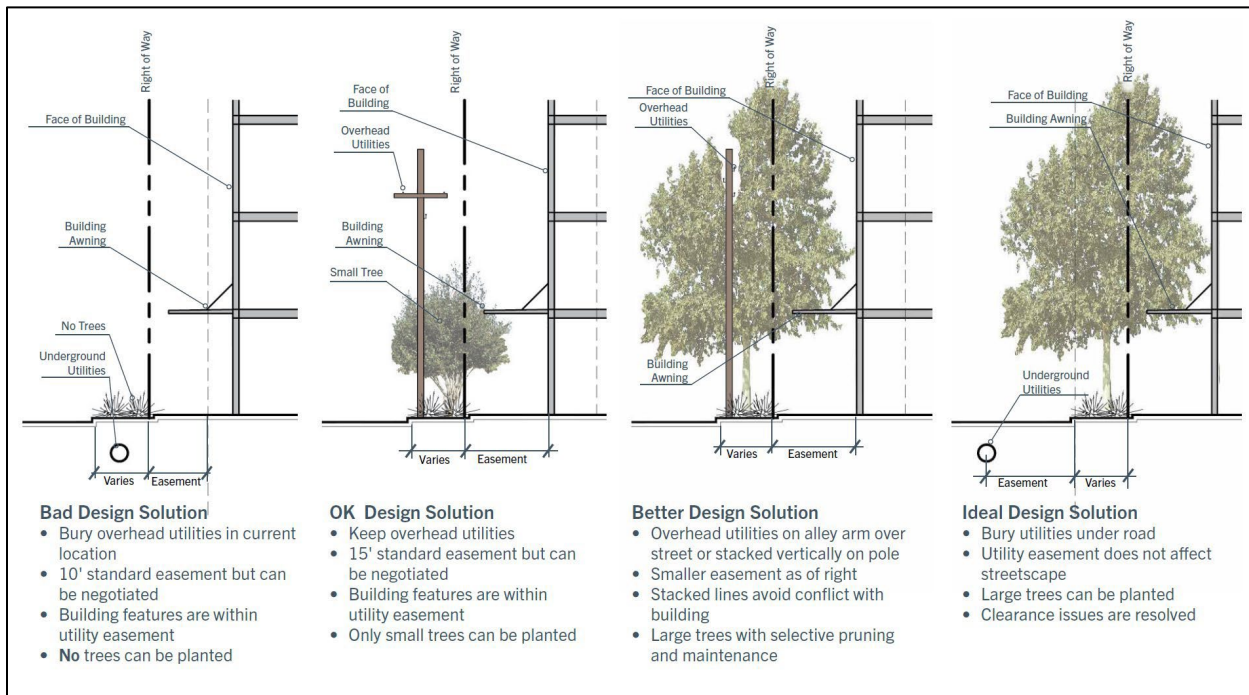 Right of Way
Face of Building
Building
Awning
No Trees
Underground
Utilities
Varies
Easement
Bad Design Solution
• Bury overhead utilities in current
location
• 10' standard easement but can
be negotiated
• Building features are within
utility easement
• No trees can be planted
Right of Way
Face of
Building
Overhead
Utilities
Building
Awning
Small Tree
Varies
Easement
OK Design Solution
• Keep overhead utilities
• 15' standard easement but can
be negotiated
• Building features are within
utility easement
• Only small trees can be planted
Right of Way
Face of Building
Overhead
Utilities
Building
Awning
Varies
Easement
Better Design Solution
• Overhead utilities on alley arm over
street or stacked vertically on pole
• Smaller easement as of right
• Stacked lines avoid conflict with
building
• Large trees with selective pruning
and maintenance
Right of Way
Face of Building
Building Awning
Underground
Utilities
Easement
Varies
Ideal Design Solution
• Bury utilities under road
• Utility easement does not affect
streetscape
• Large trees can be planted
• Clearance issues are resolved